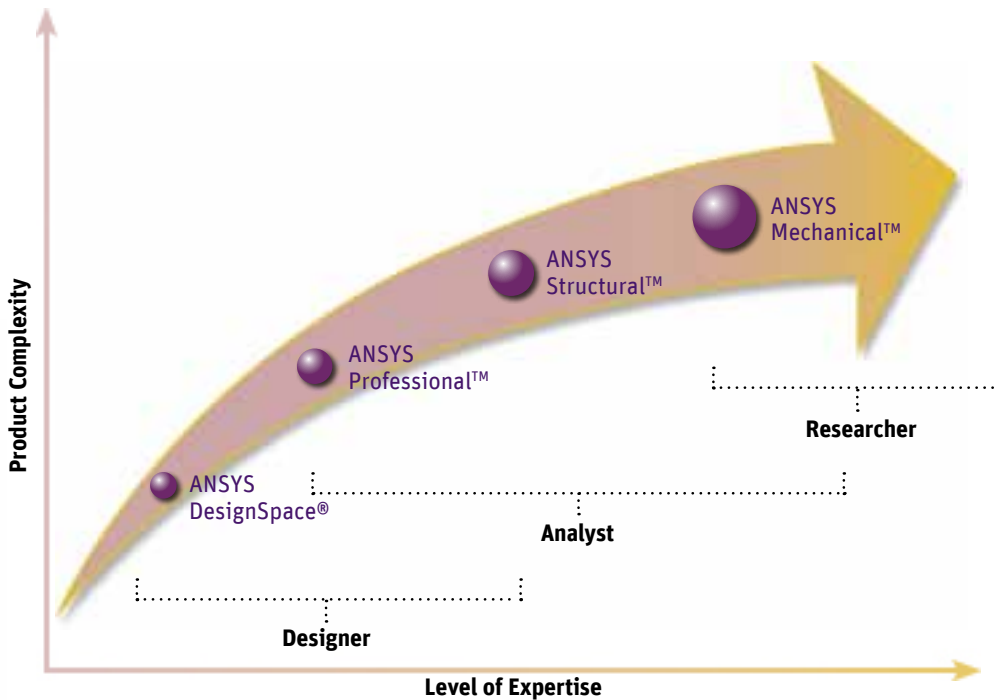 ANSYS
Mechanical™
ANSYS
Structural™
ANSYS
Professional™
ANSYS
DesignSpace®
Product Complexity
Researcher
Analyst
Designer
Level of Expertise